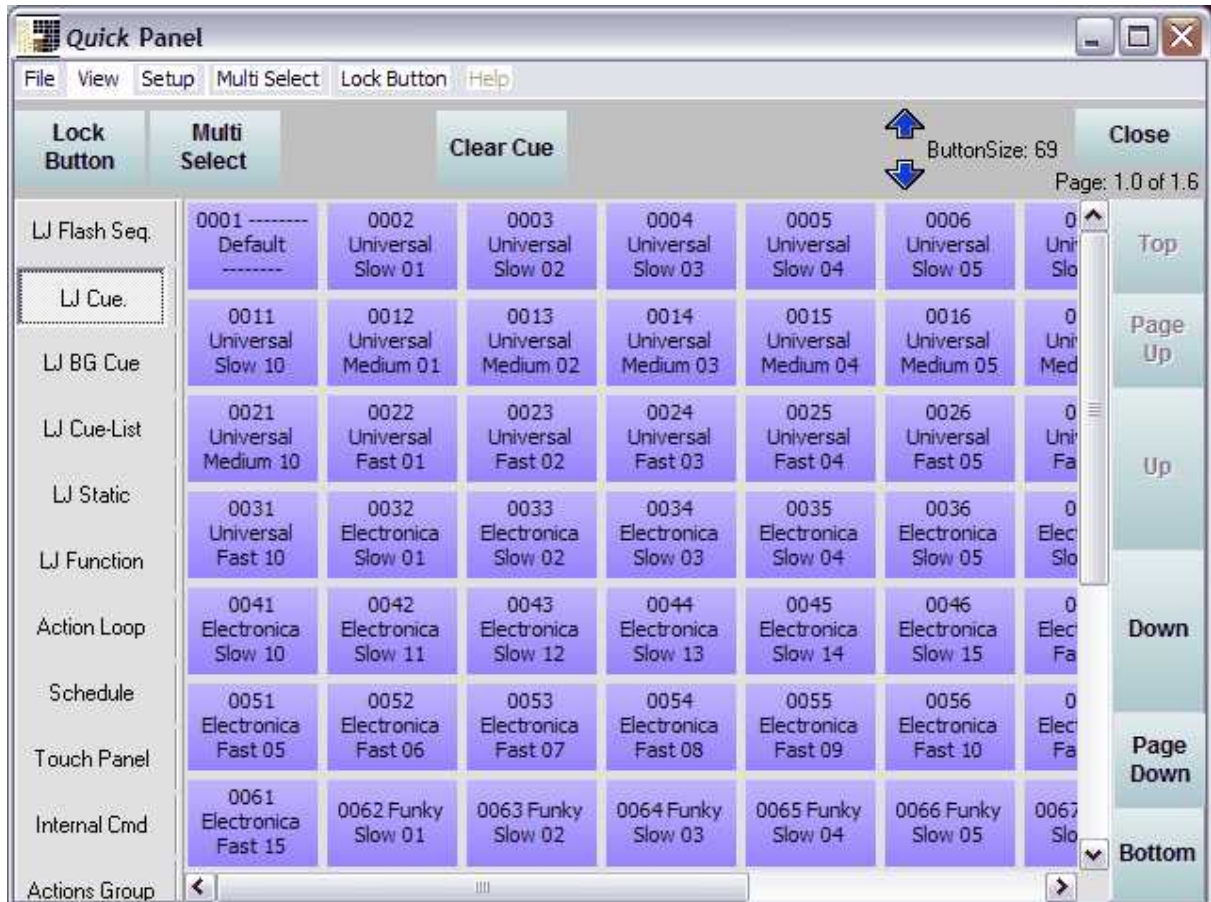 Quick Panel
File View Setup Multi Select Lock Button Help
Lock
Button
Multi
Select
Clear Cue
ButtonSize: 69
Close
Page: 1.0 of 1.6
LJ Flash Seq.
LJ Cue.
LJ BG Cue
LJ Cue-List
LJ Static
LJ Function
Action Loop
Schedule
Touch Panel
Internal Cmd
Actions Group
0001 --------
Default
--------
0002
Universal
Slow 01
0003
Universal
Slow 02
0004
Universal
Slow 03
0005
Universal
Slow 04
0006
Universal
Slow 05
0011
Universal
Slow 10
0012
Universal
Medium 01
0013
Universal
Medium 02
0014
Universal
Medium 03
0015
Universal
Medium 04
0016
Universal
Medium 05
0021
Universal
Medium 10
0022
Universal
Fast 01
0023
Universal
Fast 02
0024
Universal
Fast 03
0025
Universal
Fast 04
0026
Universal
Fast 05
0031
Universal
Fast 10
0032
Electronica
Slow 01
0033
Electronica
Slow 02
0034
Electronica
Slow 03
0035
Electronica
Slow 04
0036
Electronica
Slow 05
0041
Electronica
Slow 10
0042
Electronica
Slow 11
0043
Electronica
Slow 12
0044
Electronica
Slow 13
0045
Electronica
Slow 14
0046
Electronica
Slow 15
0051
Electronica
Fast 05
0052
Electronica
Fast 06
0053
Electronica
Fast 07
0054
Electronica
Fast 08
0055
Electronica
Fast 09
0056
Electronica
Fast 10
0061
Electronica
Fast 15
0062 Funky
Slow 01
0063 Funky
Slow 02
0064 Funky
Slow 03
0065 Funky
Slow 04
0066 Funky
Slow 05
0067
Top
Page
Up
Up
Down
Page
Down
Bottom